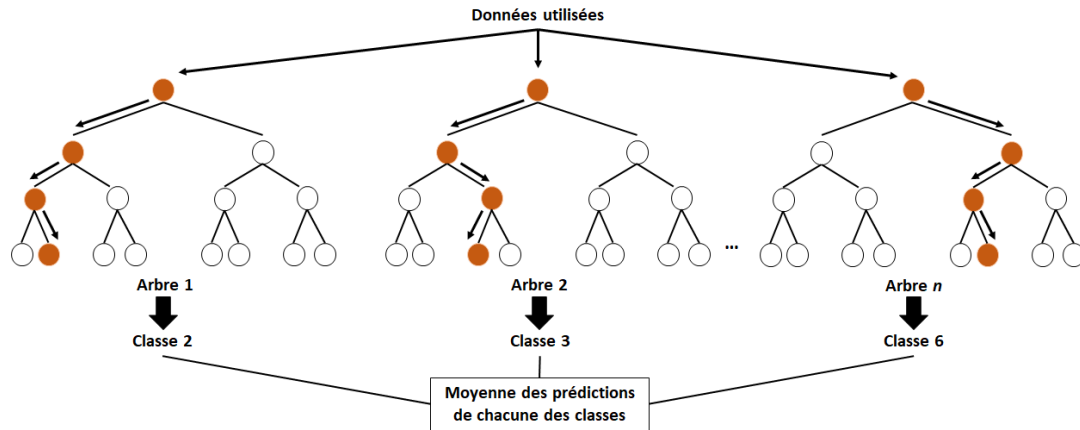 Données utilisées
...
Arbre 1
Arbre 2
Arbre n
Classe 2
Classe 3
Classe 6
Moyenne des prédictions
de chacune des classes